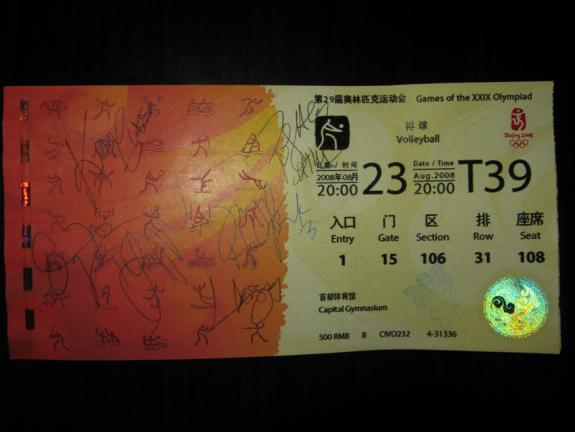 第29届奥林匹克运动会 Games of the XXIX Olympiad
排球
Volleyball
Beijing 2008
日期 / 时间
2008年08月
20:00
23
Date / Time
Aug.2008
20:00
T39
入口 门 区 排 座席
Entry Gate Section Row Seat
1 15 106 31 108
首都体育馆
Capital Gymnasium
500 RMB B CIVO232 4-31336